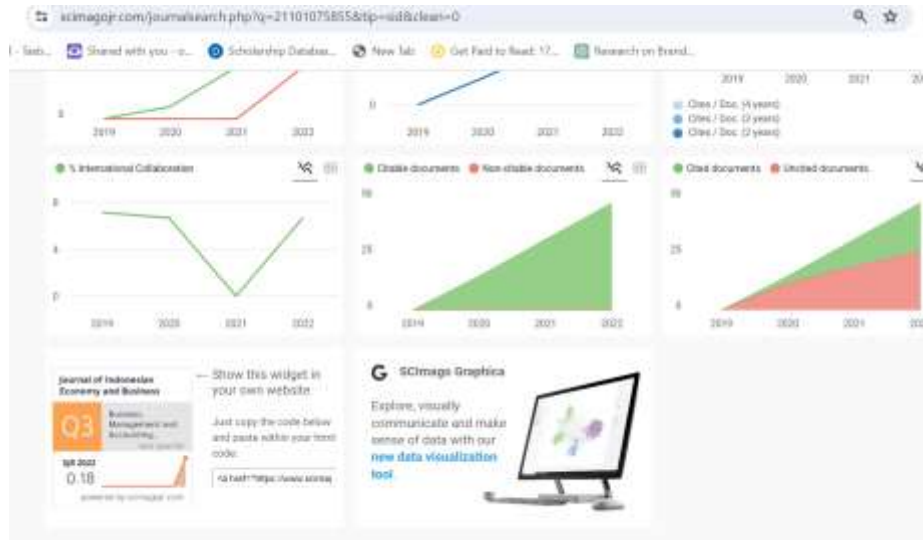 scimagojr.com/journalsearch.php?q=21101075855&tip=sid&clean=0
Shared with you - o... Scholarship Databas... New Tab Get Paid to Read: 17... Research on Brand...
0
2019 2020 2021 2022
0
2019 2020 2021 2022
2019 2020 2021
Cites / Doc. (4 years)
Cites / Doc. (3 years)
Cites / Doc. (2 years)
% International Collaboration
8
4
0
2019 2020 2021 2022
Citable documents Non-citable documents
25
0
2019 2020 2021 2022
Cited documents Uncited documents
25
0
2019 2020 2021
Journal of Indonesian
Economy and Business
Q3
Business,
Management and
Accounting...
best quartile
SJR 2022
0.18
powered by scimagojr.com
← Show this widget in
your own website
Just copy the code below
and paste within your html
code:
<a href="https://www.scimag
SCImago Graphica
Explore, visually
communicate and make
sense of data with our
new data visualization
tool